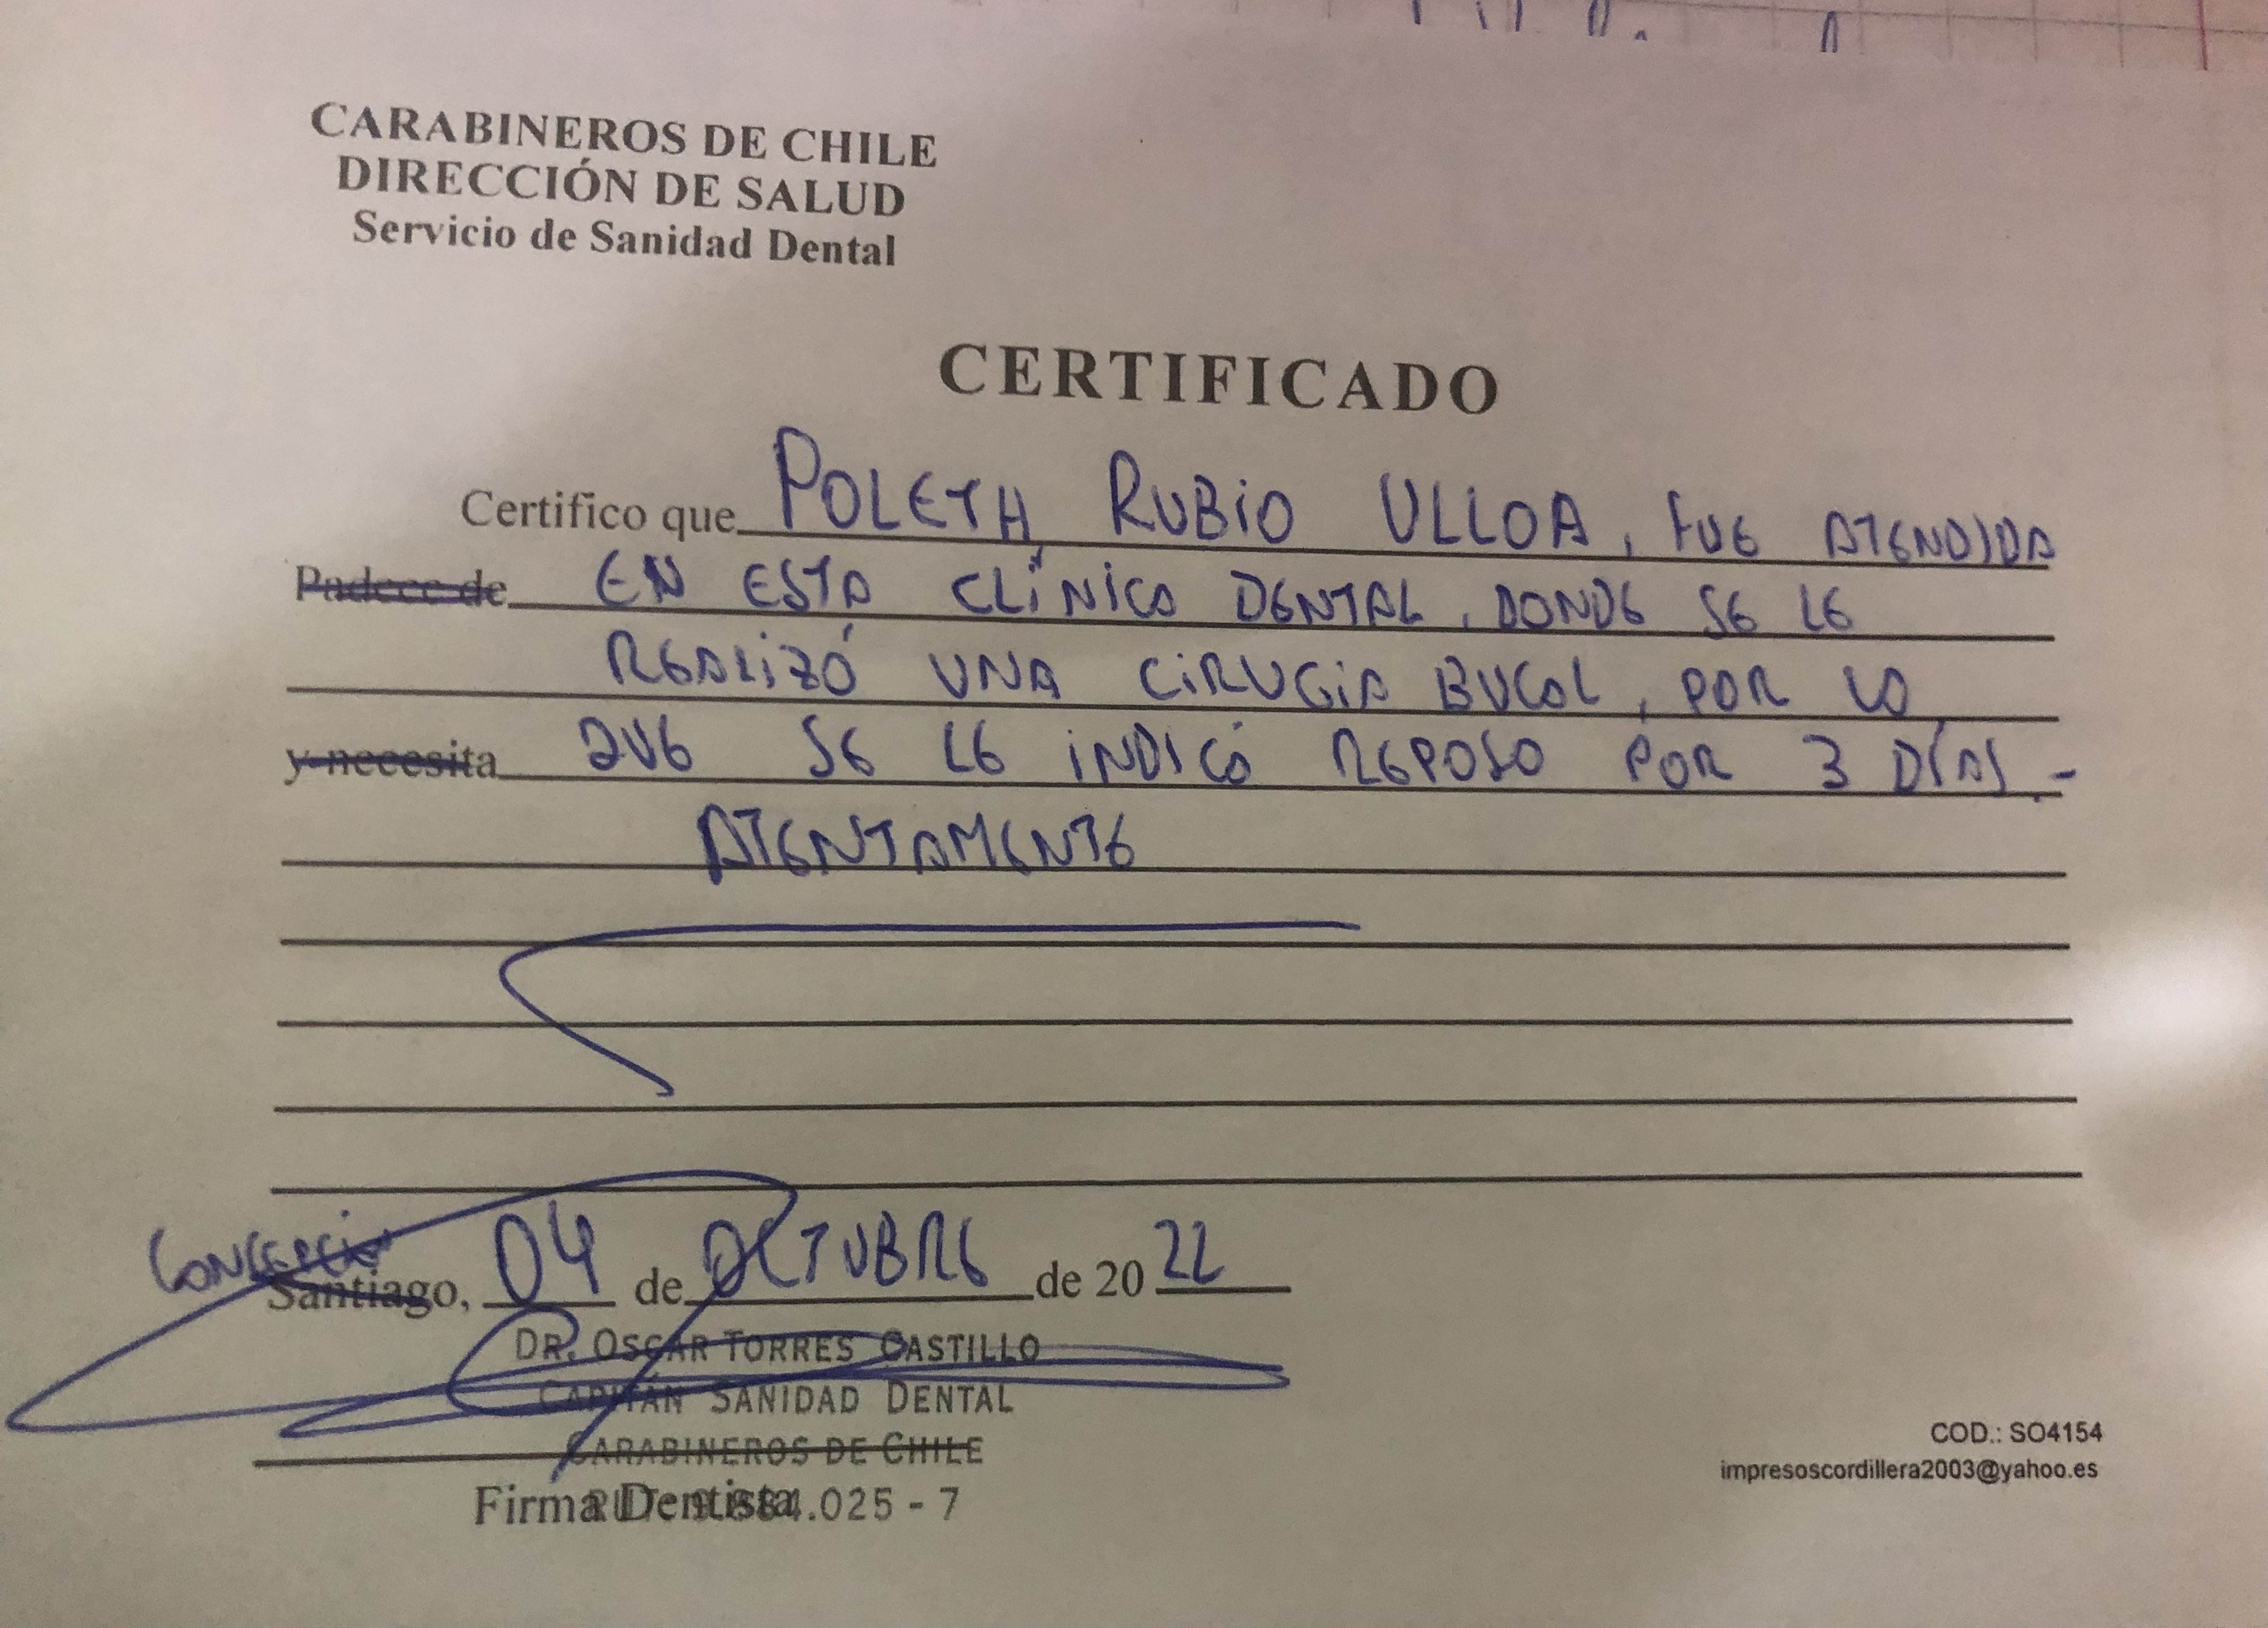 CARABINEROS DE CHILE
DIRECCIÓN DE SALUD
Servicio de Sanidad Dental
CERTIFICADO
Certifico que POLETH RUBIO ULLOA, FUE ATENDIDA
Padece de EN ESTA CLÍNICA DENTAL, DONDE SE LE
REALIZÓ UNA CIRUGIA BUCAL, POR LO
y necesita QUE SE LE INDICÓ REPOSO POR 3 DÍAS.-
ATENTAMENTE
CONCEPCIÓN
Santiago, 04 de OCTUBRE de 2022
DR. OSCAR TORRES CASTILLO
CAPITÁN SANIDAD DENTAL
CARABINEROS DE CHILE
Firma Dentista
.025 - 7
COD.: SO4154
impresoscordillera2003@yahoo.es